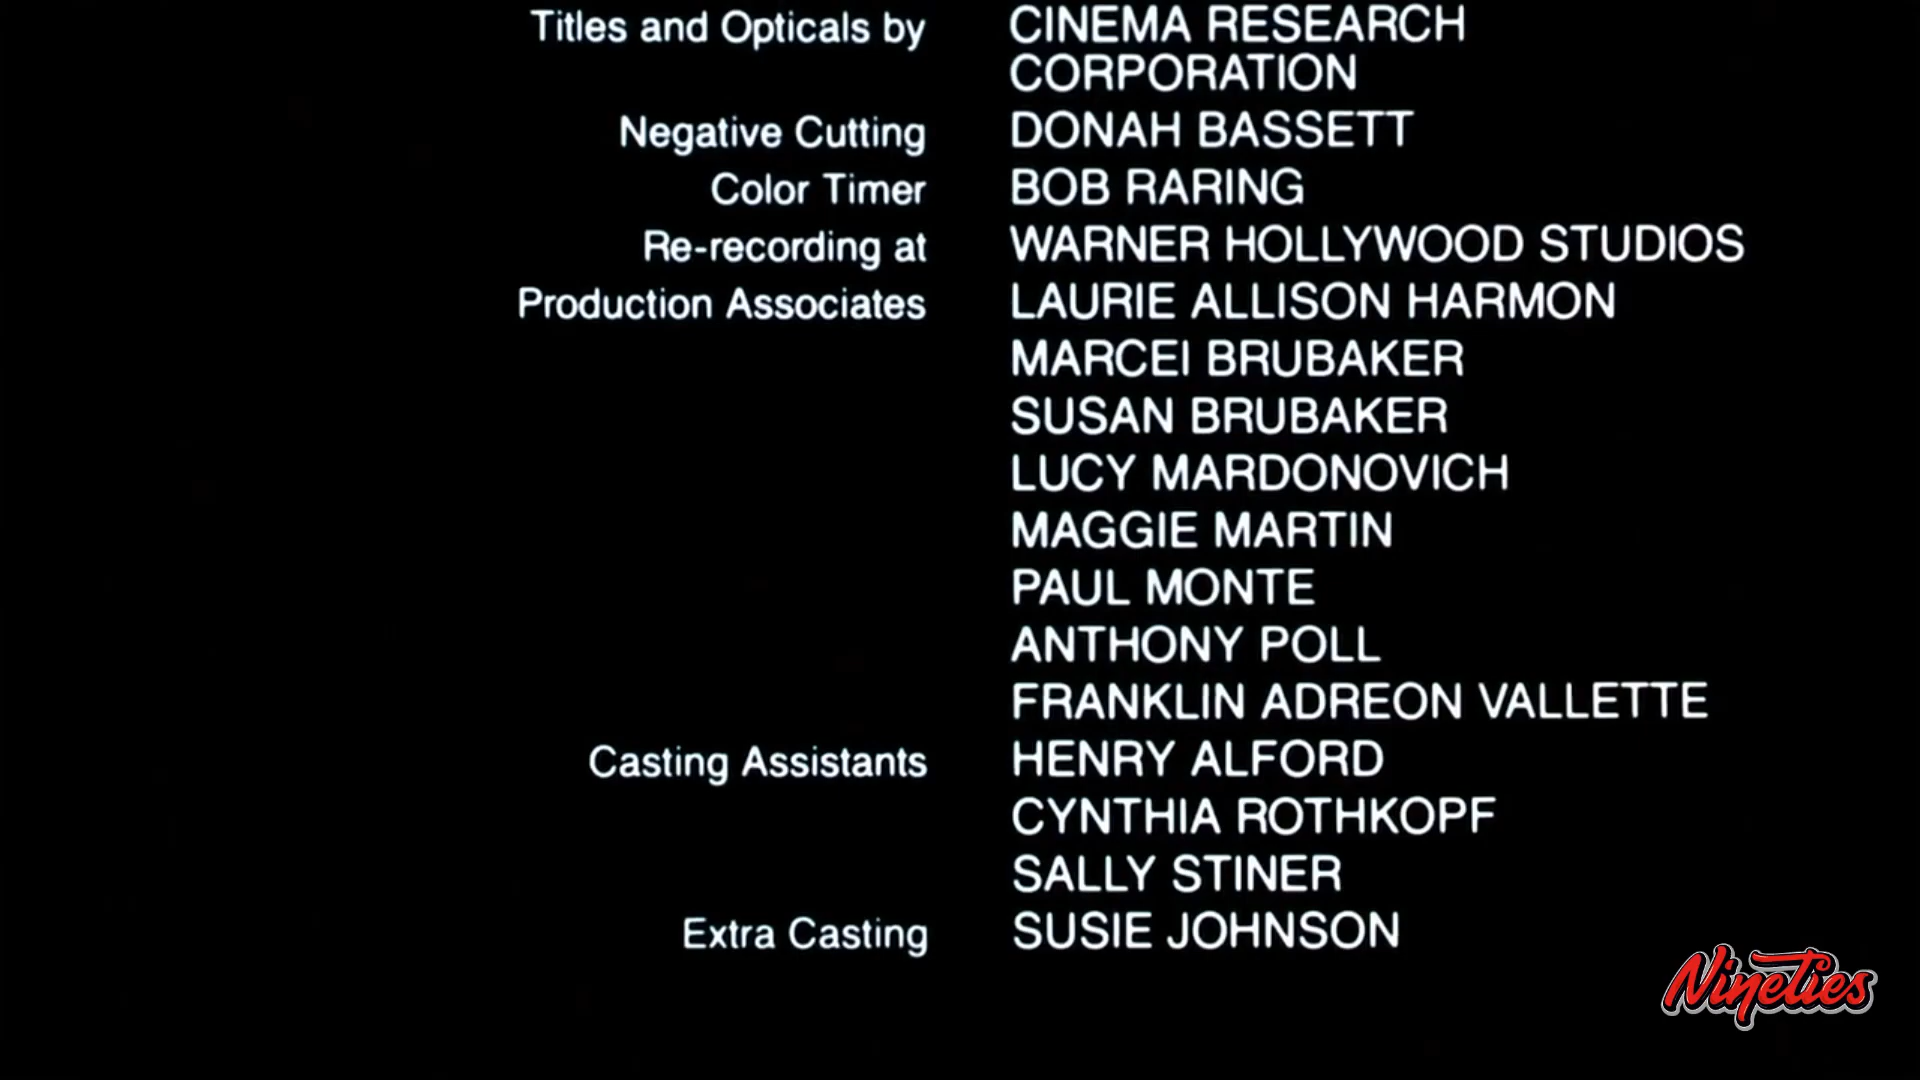 Titles and Opticals by CINEMA RESEARCH
CORPORATION
Negative Cutting DONAH BASSETT
Color Timer BOB RARING
Re-recording at WARNER HOLLYWOOD STUDIOS
Production Associates LAURIE ALLISON HARMON
MARCEI BRUBAKER
SUSAN BRUBAKER
LUCY MARDONOVICH
MAGGIE MARTIN
PAUL MONTE
ANTHONY POLL
FRANKLIN ADREON VALLETTE
Casting Assistants HENRY ALFORD
CYNTHIA ROTHKOPF
SALLY STINER
Extra Casting SUSIE JOHNSON
Nineties